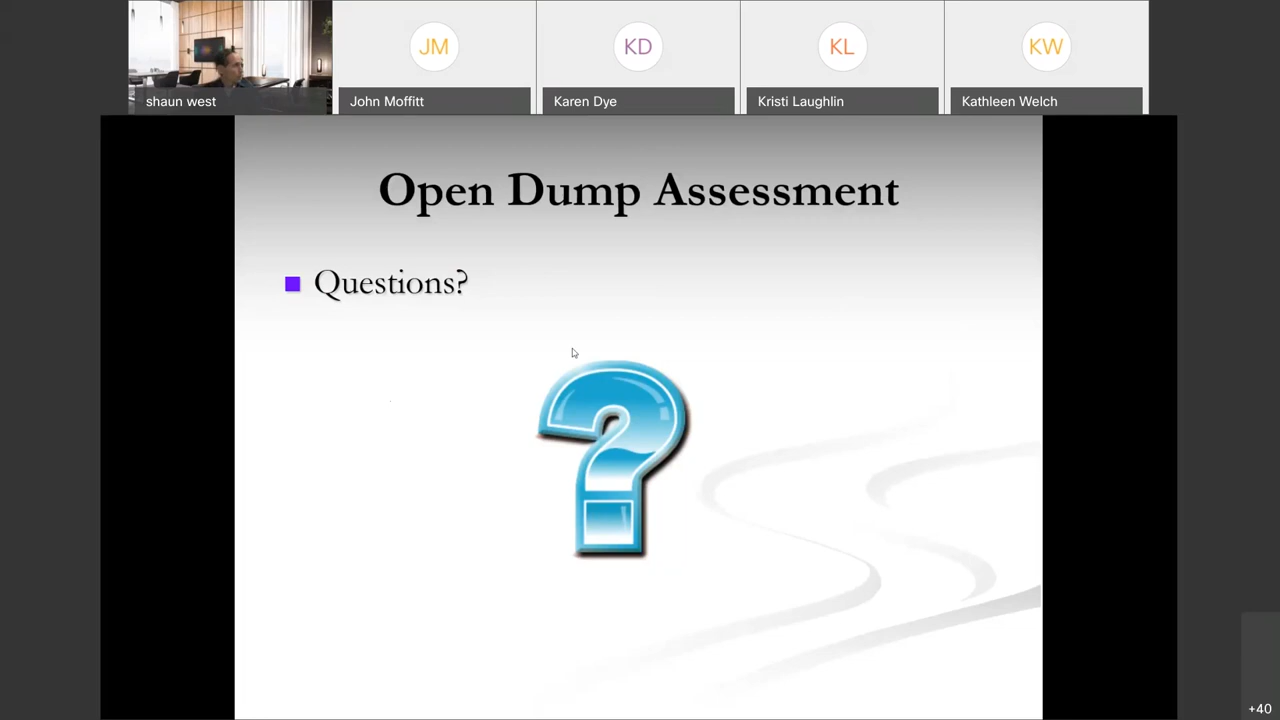 JM
KD
KL
KW
shaun west
John Moffitt
Karen Dye
Kristi Laughlin
Kathleen Welch
Open Dump Assessment
Questions?
?
+40